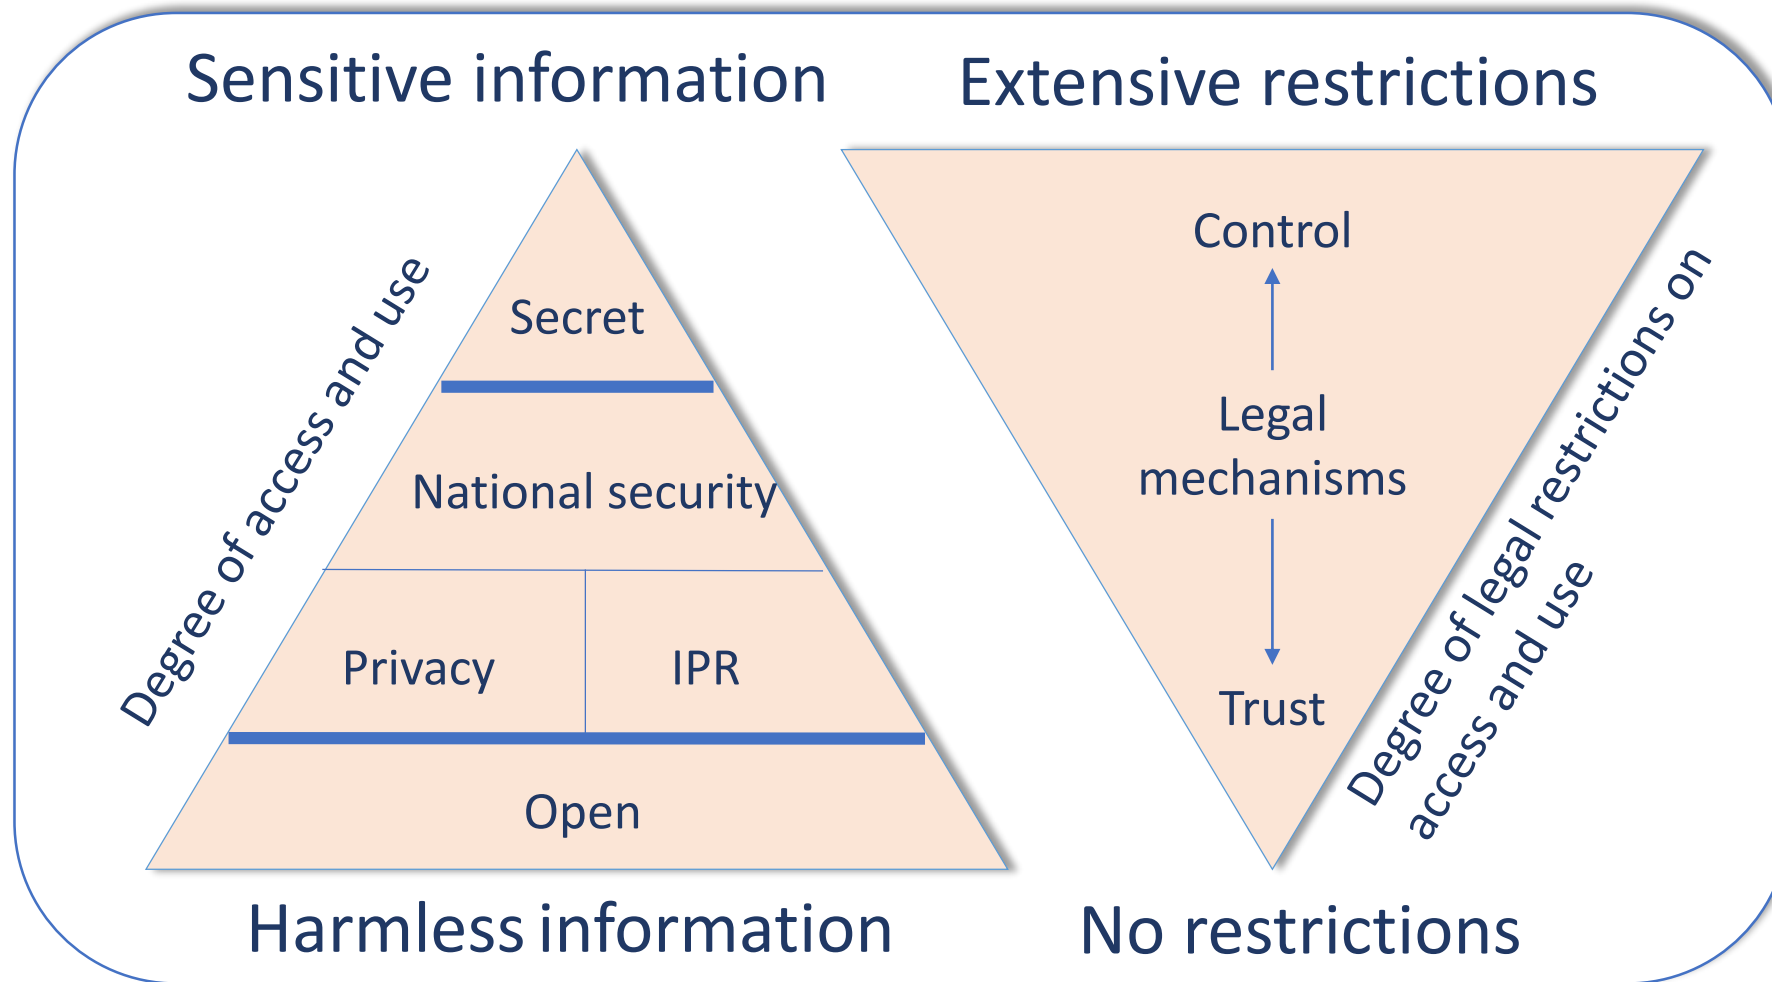 Sensitive information
Extensive restrictions
Degree of access and use
Secret
National security
Privacy
IPR
Open
Control
Legal
mechanisms
Trust
Degree of legal restrictions on
access and use
Harmless information
No restrictions